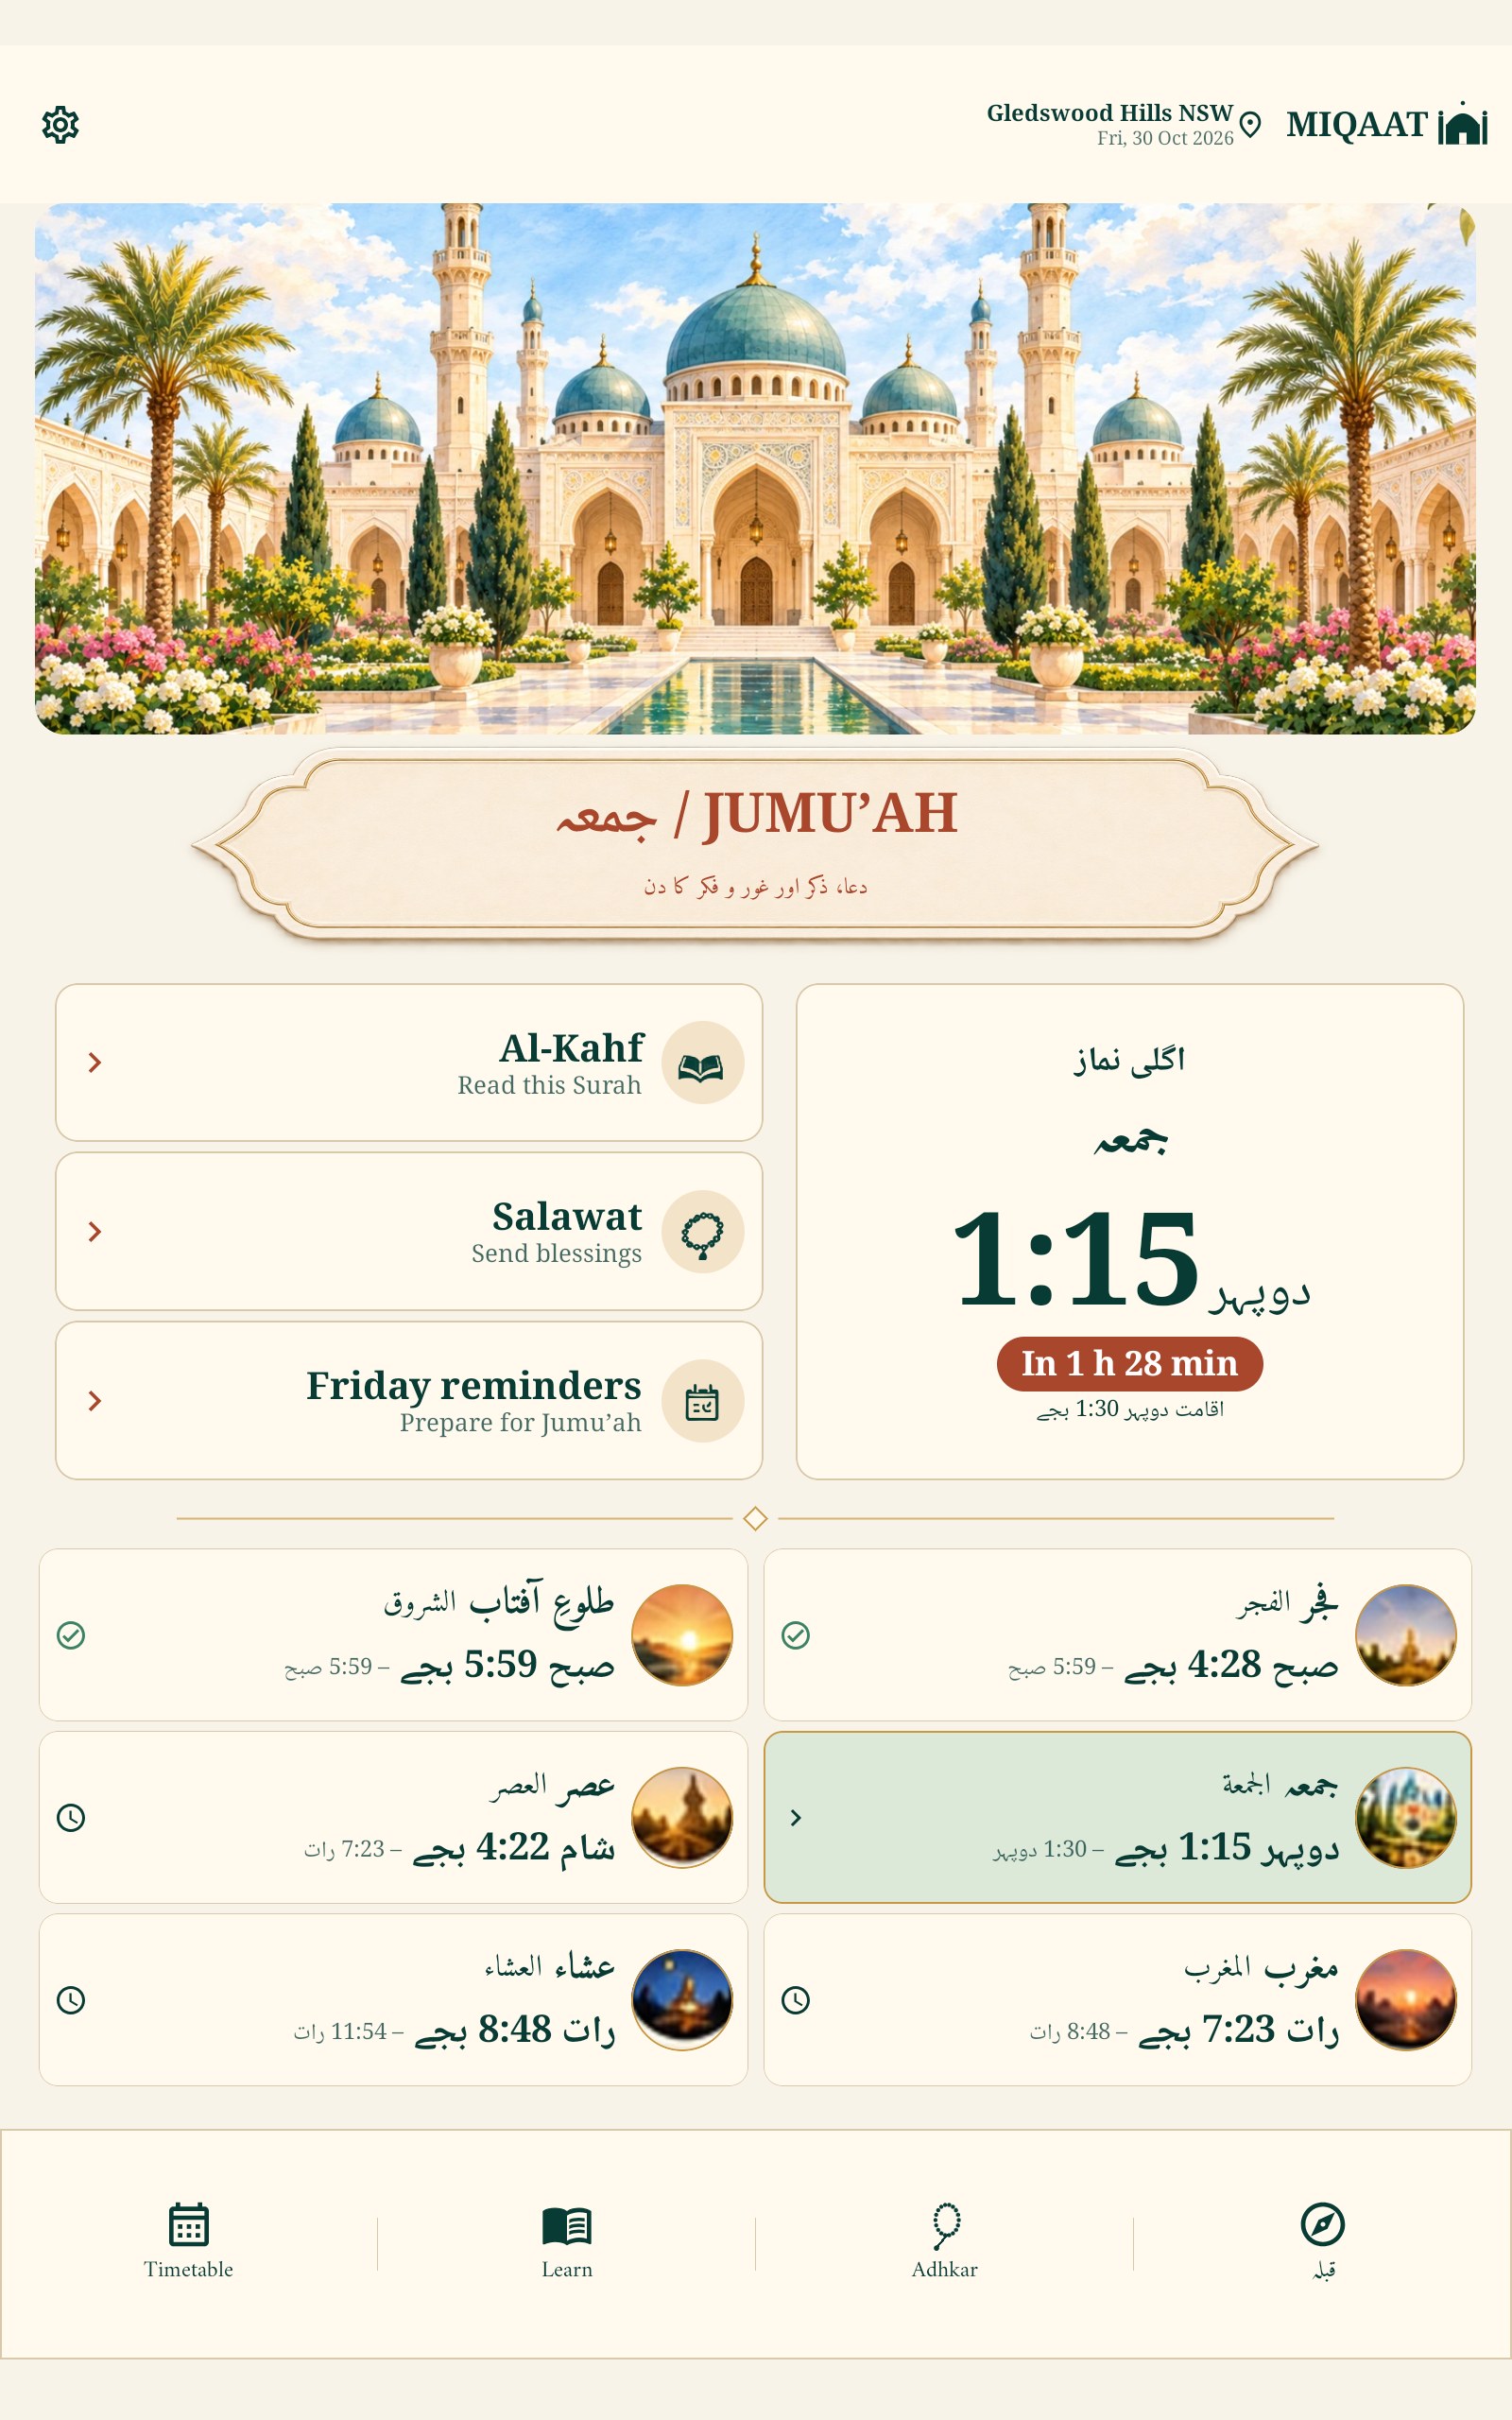 MIQAAT
Gledswood Hills NSW
Fri, 30 Oct 2026
جمعہ / JUMU’AH
دعا، ذکر اور غور و فکر کا دن
اگلی نماز
جمعہ
1:15 دوپہر
In 1 h 28 min
اقامت دوپہر 1:30 بجے
Al-Kahf
Read this Surah
Salawat
Send blessings
Friday reminders
Prepare for Jumu’ah
فجر الفجر
صبح 4:28 بجے – 5:59 صبح
طلوعِ آفتاب الشروق
صبح 5:59 بجے – 5:59 صبح
جمعہ الجمعة
دوپہر 1:15 بجے – 1:30 دوپہر
عصر العصر
شام 4:22 بجے – 7:23 رات
مغرب المغرب
رات 7:23 بجے – 8:48 رات
عشاء العشاء
رات 8:48 بجے – 11:54 رات
قبلہ
Adhkar
Learn
Timetable